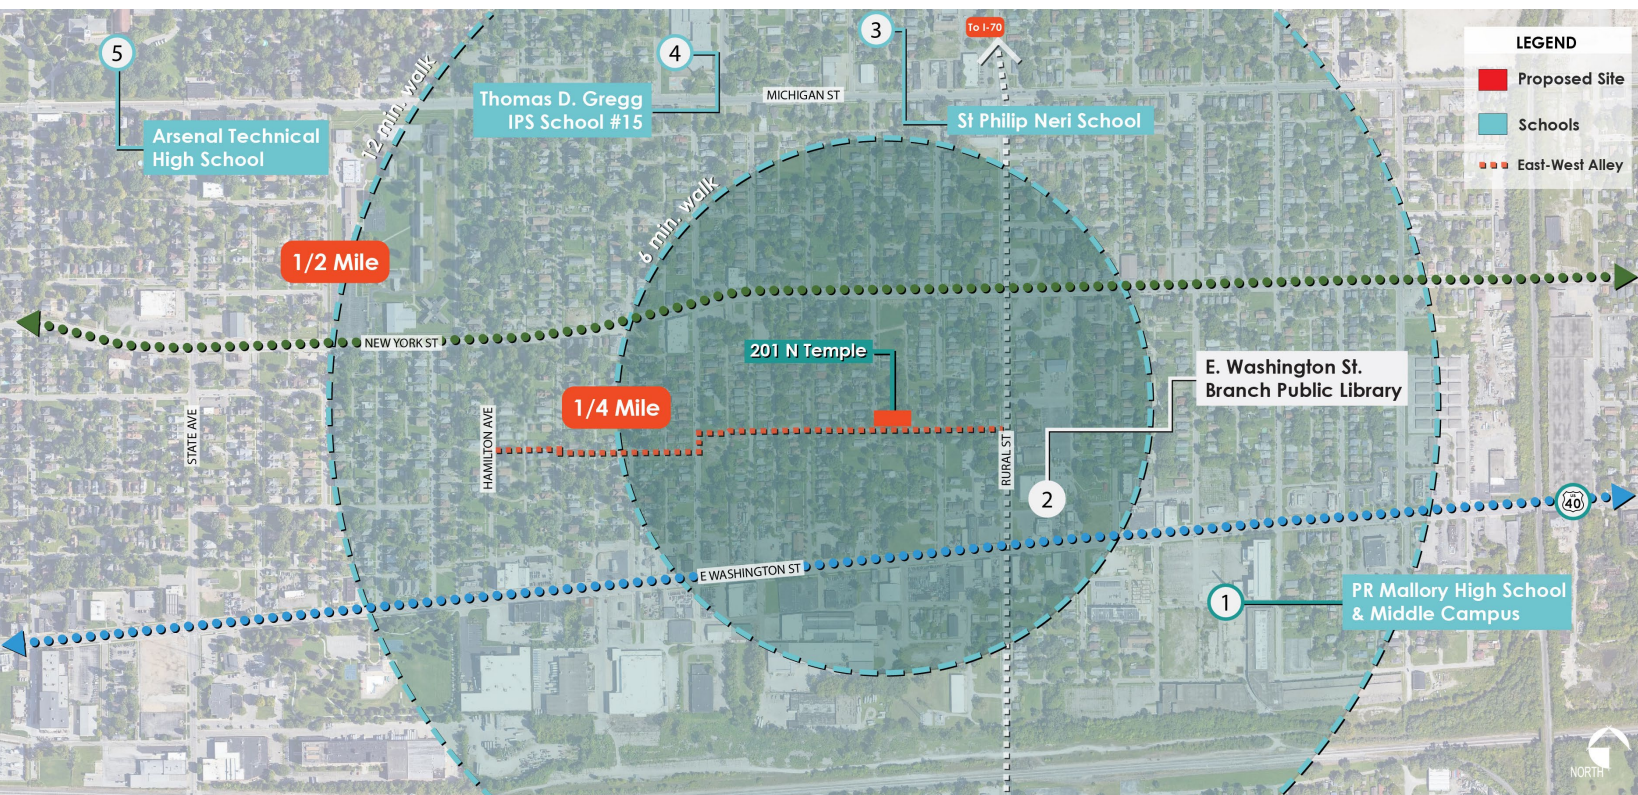 5
4
3
To I-70
LEGEND
Proposed Site
Schools
East-West Alley
Thomas D. Gregg
IPS School #15
MICHIGAN ST
St Philip Neri School
Arsenal Technical
High School
12 min. walk
6 min. walk
1/2 Mile
NEW YORK ST
201 N Temple
E. Washington St.
Branch Public Library
1/4 Mile
STATE AVE
HAMILTON AVE
RURAL ST
2
US
40
E WASHINGTON ST
1
PR Mallory High School
& Middle Campus
NORTH